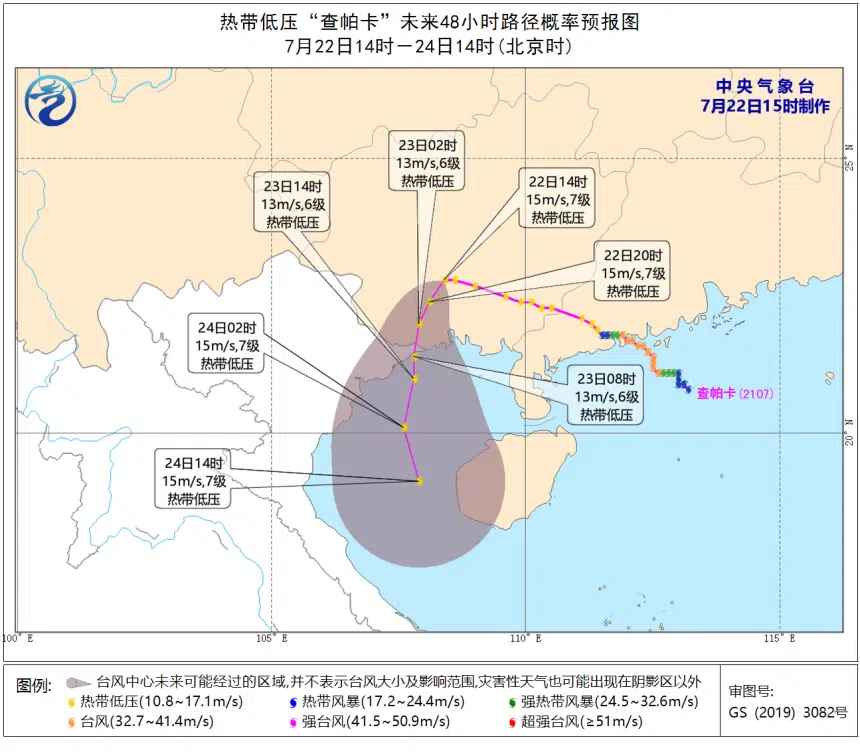 热带低压“查帕卡”未来48小时路径概率预报图
7月22日14时－24日14时(北京时)
中央气象台
7月22日15时制作
23日02时
13m/s,6级
热带低压
23日14时
13m/s,6级
热带低压
22日14时
15m/s,7级
热带低压
22日20时
15m/s,7级
热带低压
24日02时
15m/s,7级
热带低压
23日08时
13m/s,6级
热带低压
查帕卡(2107)
24日14时
15m/s,7级
热带低压
25° N
20° N
100° E
105° E
110° E
115° E
图例:
台风中心未来可能经过的区域,并不表示台风大小及影响范围,灾害性天气也可能出现在阴影区以外
热带低压(10.8~17.1m/s)
热带风暴(17.2~24.4m/s)
强热带风暴(24.5~32.6m/s)
台风(32.7~41.4m/s)
强台风(41.5~50.9m/s)
超强台风(≥51m/s)
审图号:
GS (2019) 3082号